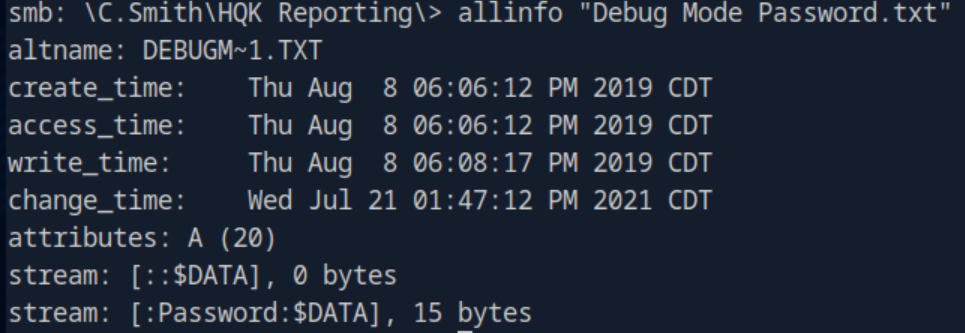 smb: \C.Smith\HQK Reporting\> allinfo "Debug Mode Password.txt"
altname: DEBUGM~1.TXT
create_time:    Thu Aug  8 06:06:12 PM 2019 CDT
access_time:    Thu Aug  8 06:06:12 PM 2019 CDT
write_time:     Thu Aug  8 06:08:17 PM 2019 CDT
change_time:    Wed Jul 21 01:47:12 PM 2021 CDT
attributes: A (20)
stream: [::$DATA], 0 bytes
stream: [:Password:$DATA], 15 bytes